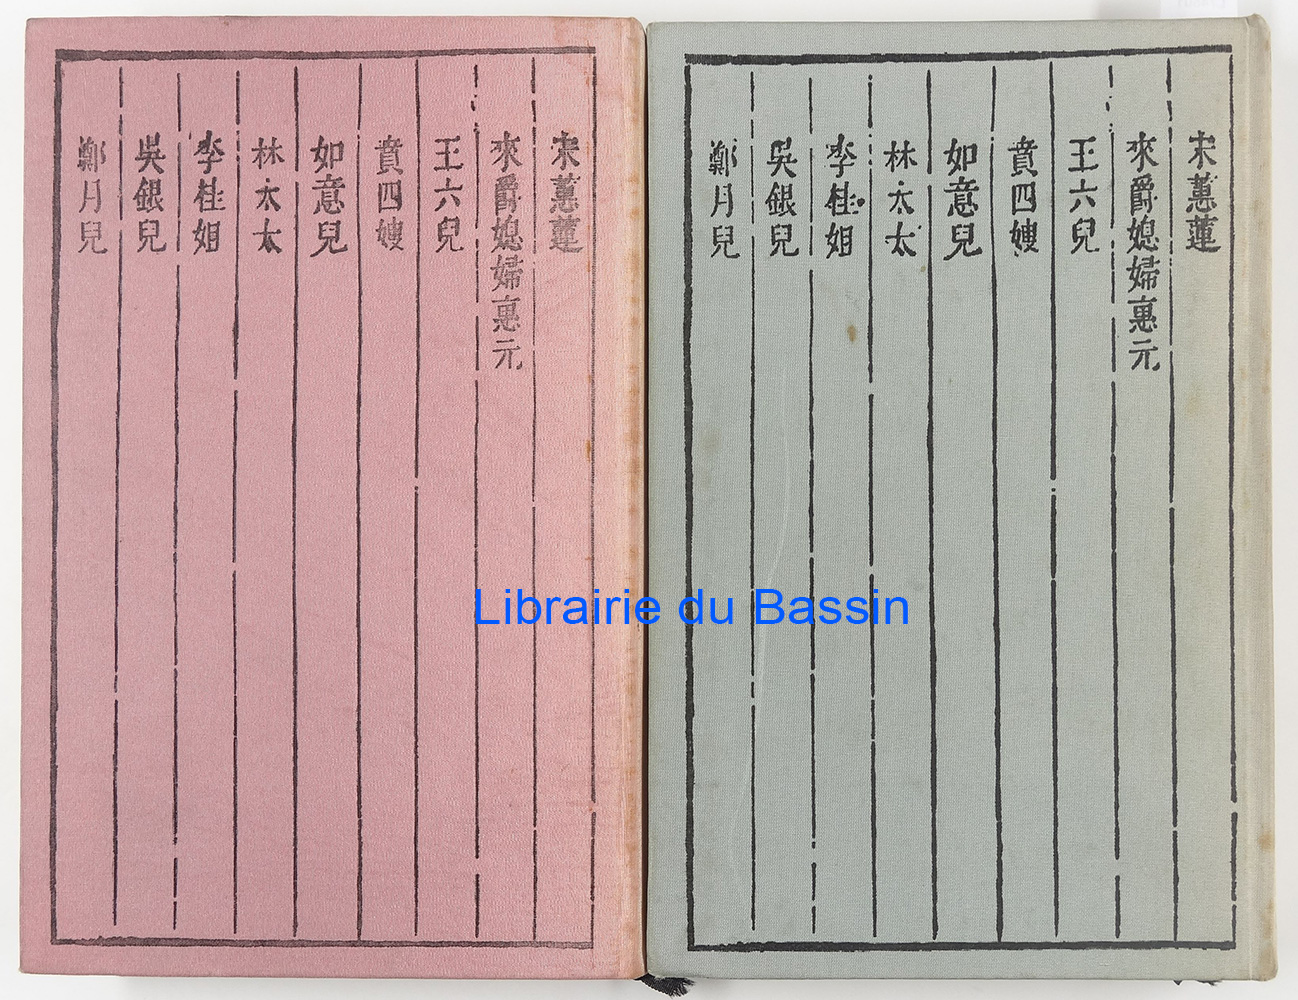 宋蕙蓮
來爵媳婦惠元
王六兒
賁四嫂
如意兒
林太太
李桂姐
吳銀兒
鄭月兒
宋蕙蓮
來爵媳婦惠元
王六兒
賁四嫂
如意兒
林太太
李桂姐
吳銀兒
鄭月兒
Librairie du Bassin